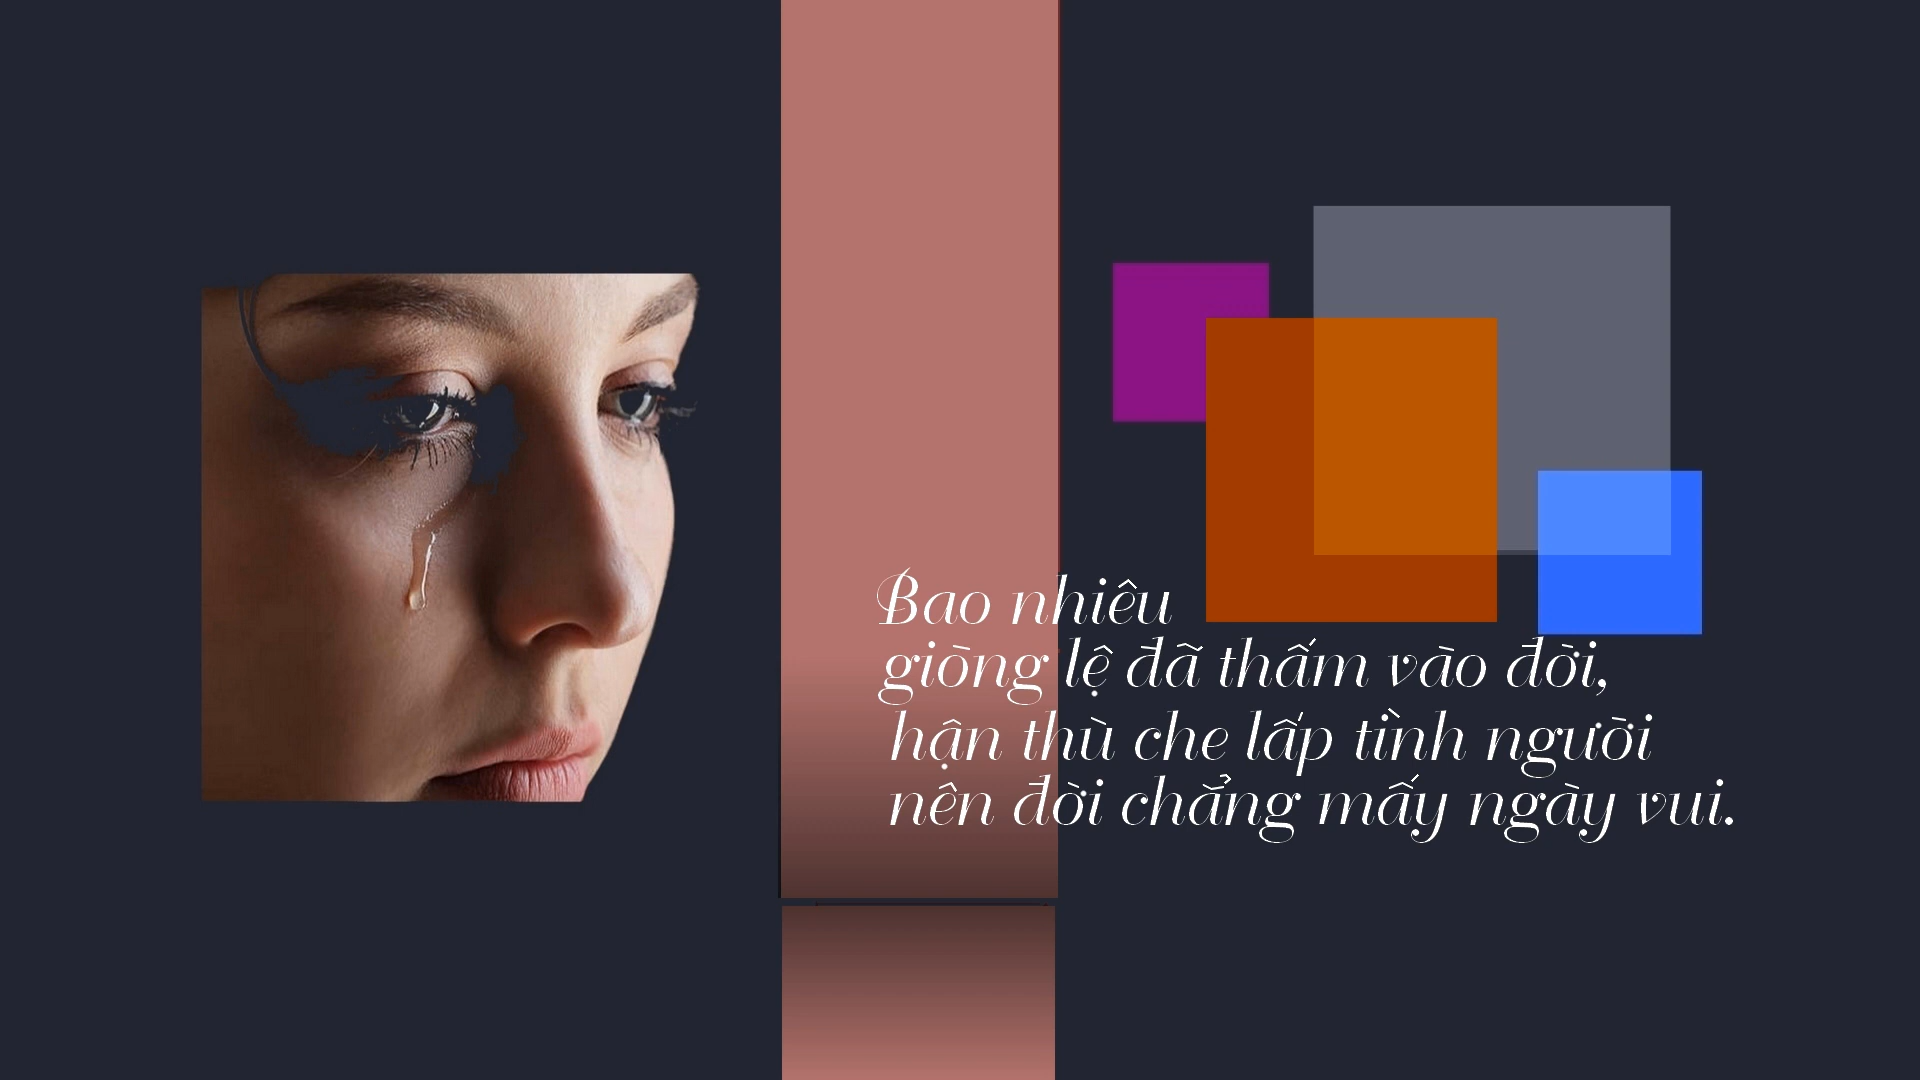 Bao nhiêu
giòng lệ đã thấm vào đời,
hận thù che lấp tình người
nên đời chẳng mấy ngày vui.